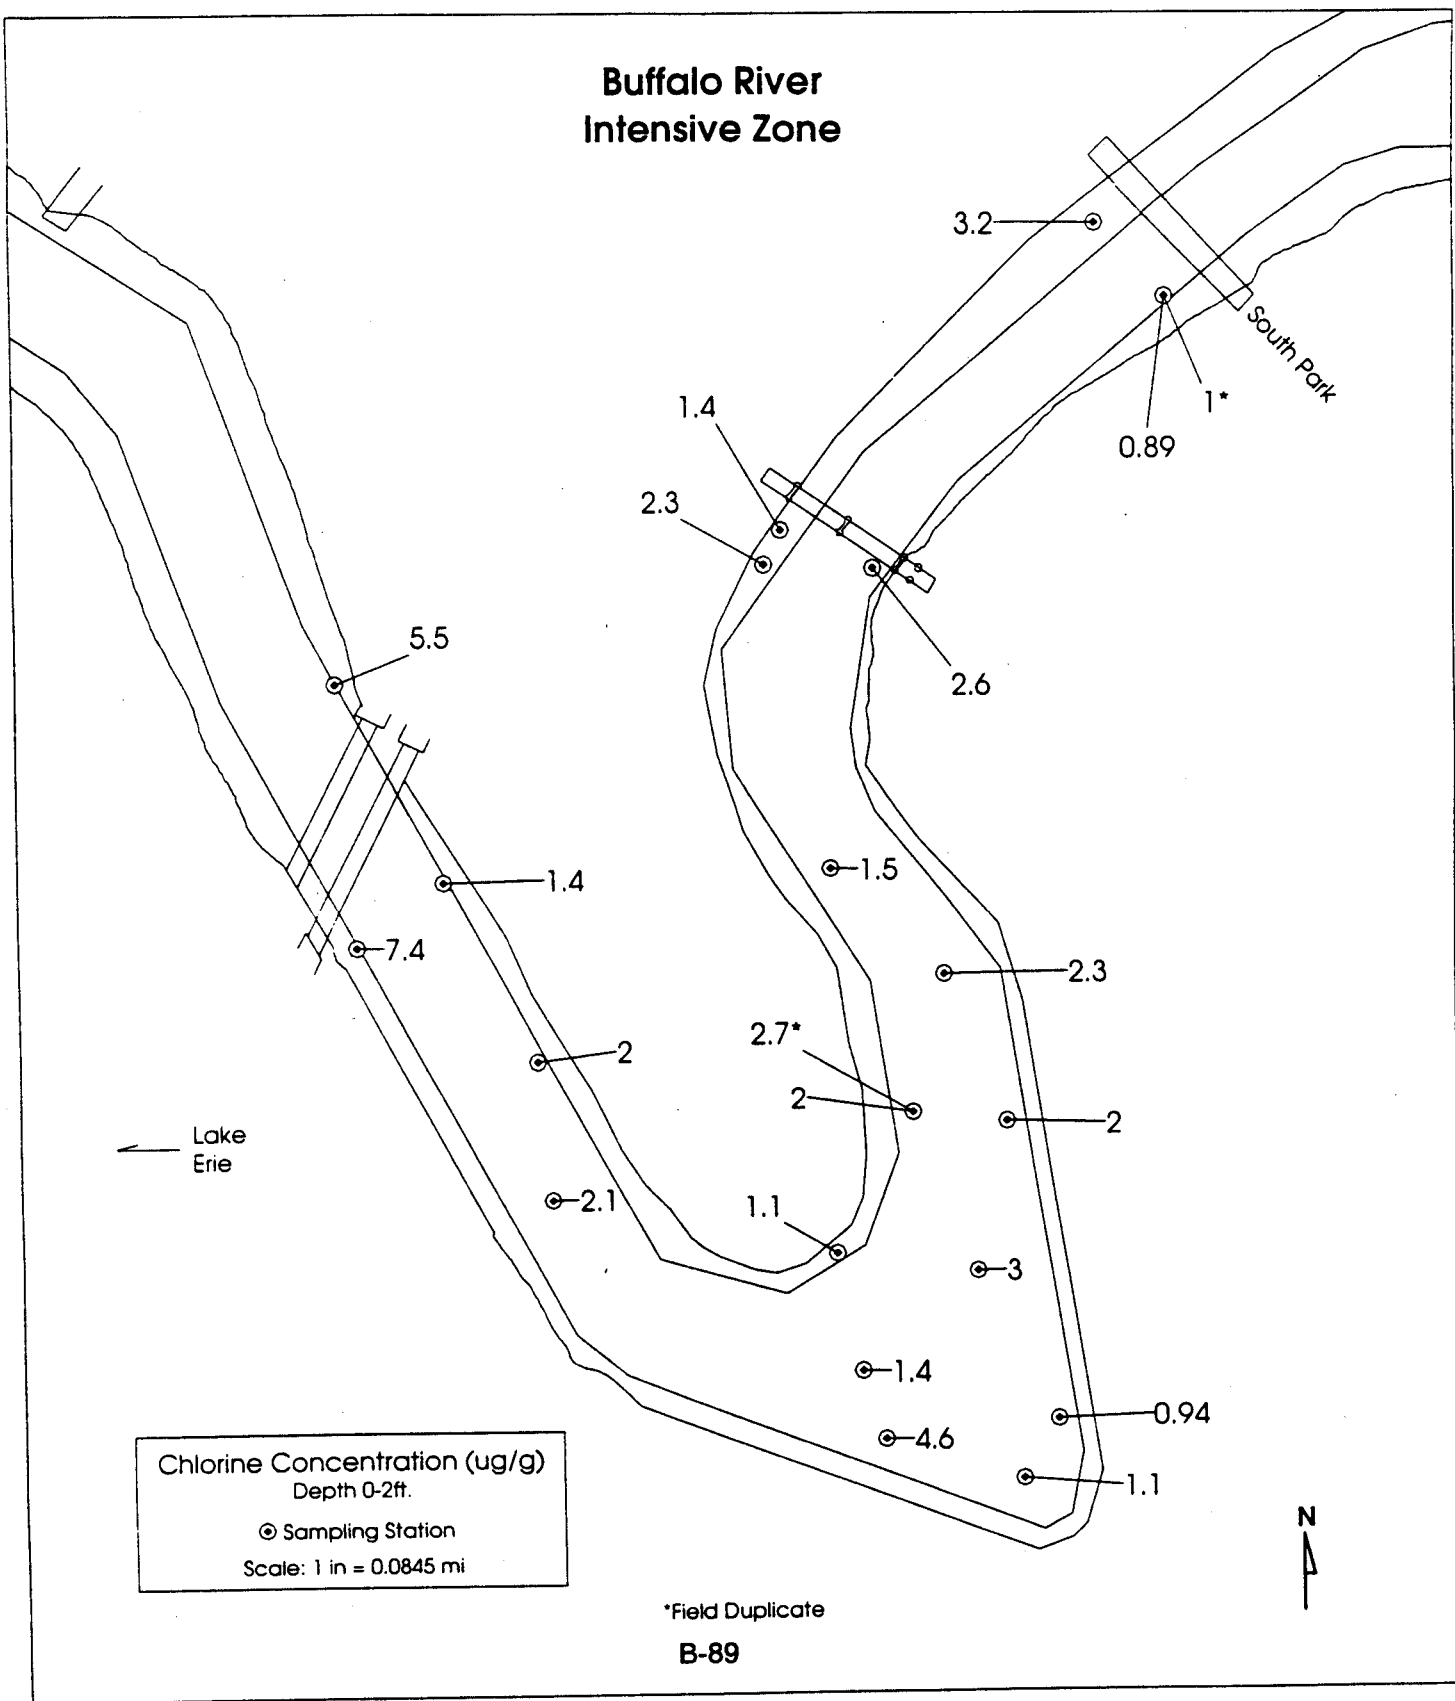 Buffalo River
Intensive Zone
3.2
South Park
1*
0.89
1.4
2.3
2.6
5.5
1.5
1.4
7.4
2.3
2.7*
2
2
2
Lake
Erie
2.1
1.1
3
1.4
0.94
4.6
1.1
Chlorine Concentration (ug/g)
Depth 0-2ft.
Sampling Station
Scale: 1 in = 0.0845 mi
N
*Field Duplicate
B-89